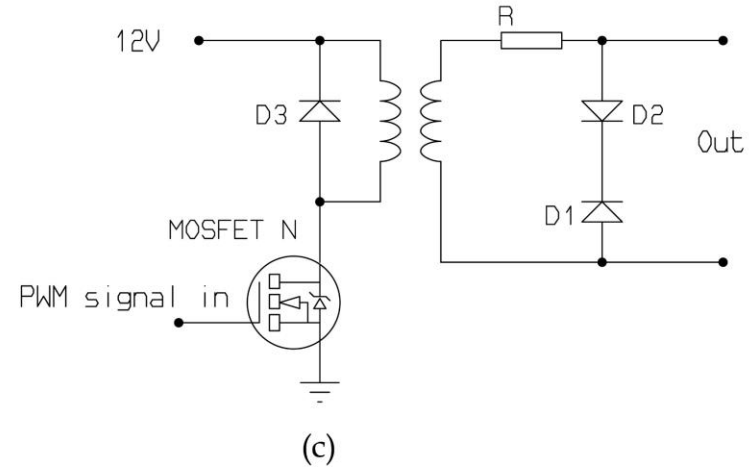 R
12V
D3
D2
Out
D1
MOSFET N
PWM signal in
(c)